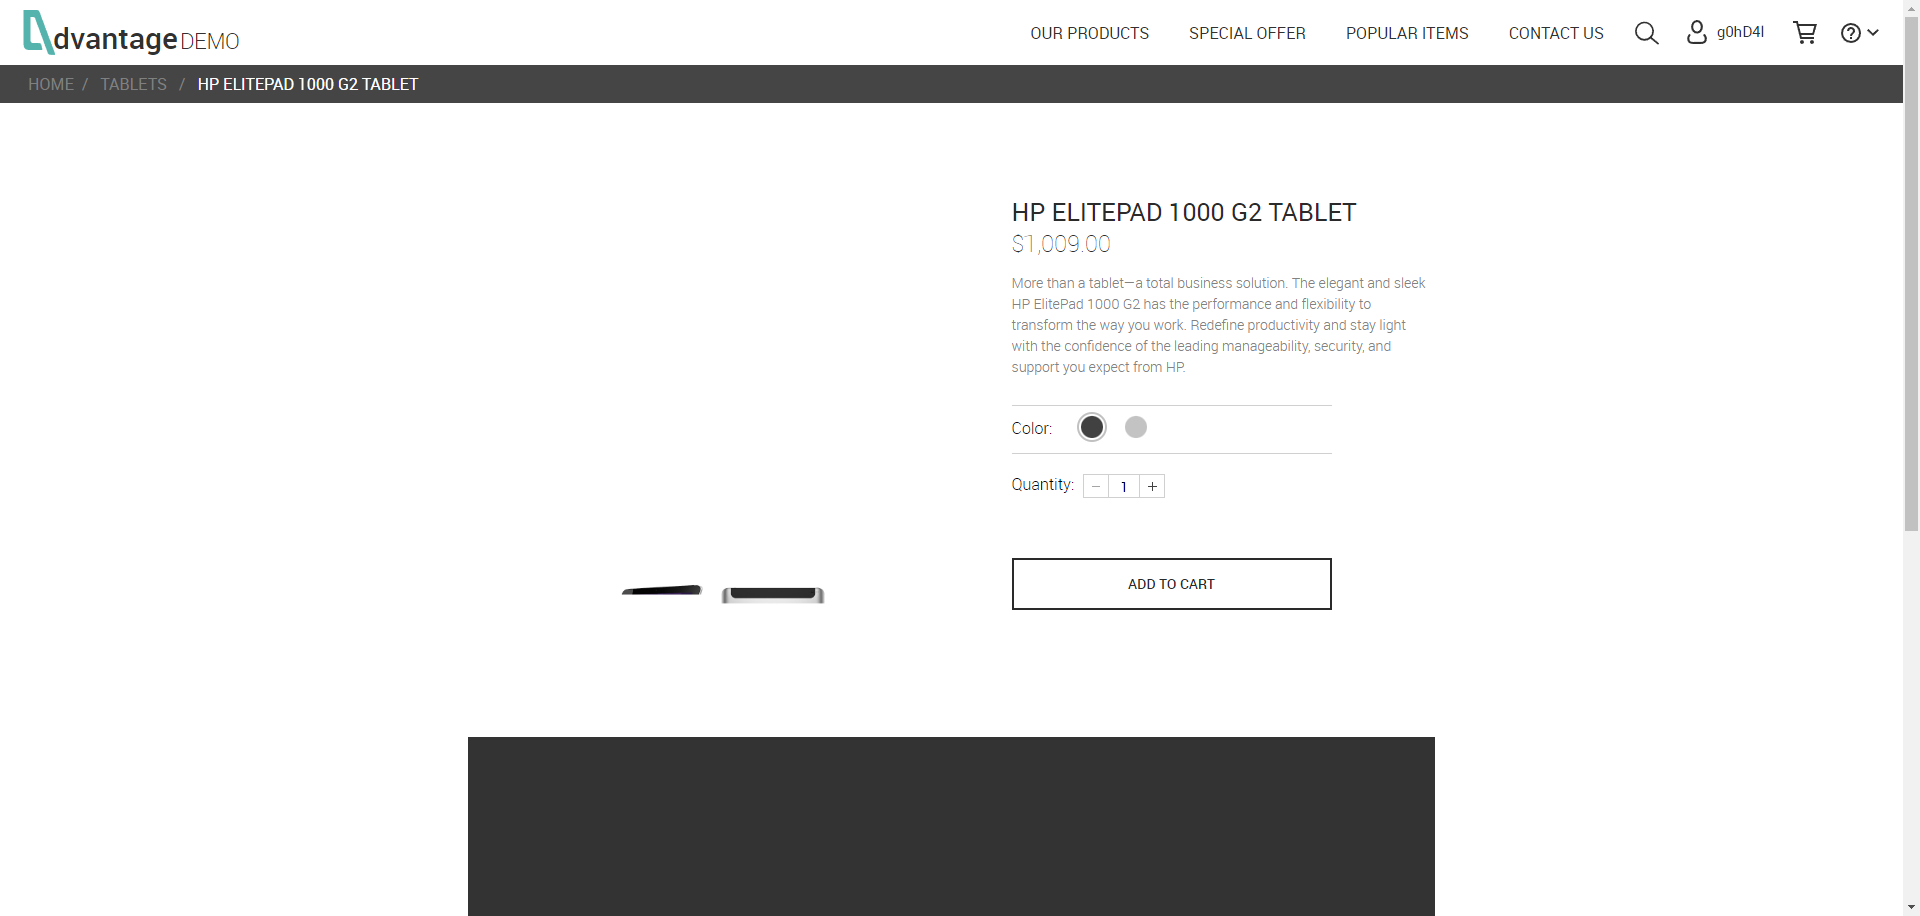 dvantage DEMO
OUR PRODUCTS
SPECIAL OFFER
POPULAR ITEMS
CONTACT US
g0hD4l
HOME / TABLETS / HP ELITEPAD 1000 G2 TABLET
HP ELITEPAD 1000 G2 TABLET
$1,009.00
More than a tablet—a total business solution. The elegant and sleek
HP ElitePad 1000 G2 has the performance and flexibility to
transform the way you work. Redefine productivity and stay light
with the confidence of the leading manageability, security, and
support you expect from HP.
Color:
Quantity: − 1 +
ADD TO CART